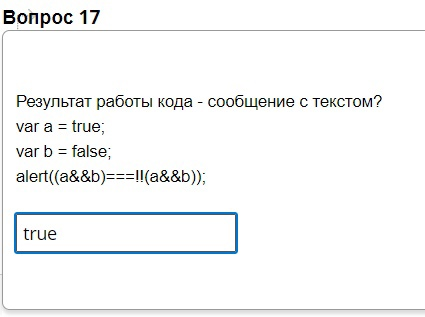 Вопрос 17
Результат работы кода - сообщение с текстом?
var a = true;
var b = false;
alert((a&&b)===!!(a&&b));
true